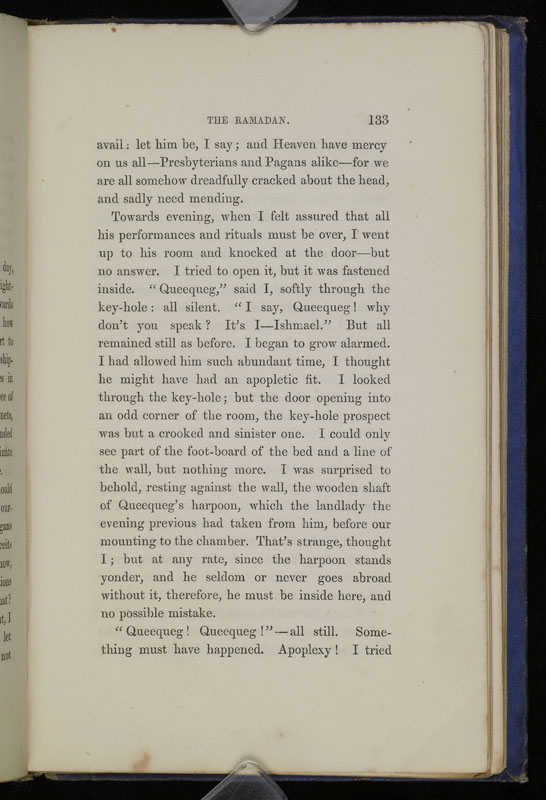 THE RAMADAN. 133
avail: let him be, I say; and Heaven have mercy
on us all—Presbyterians and Pagans alike—for we
are all somehow dreadfully cracked about the head,
and sadly need mending.
Towards evening, when I felt assured that all
his performances and rituals must be over, I went
up to his room and knocked at the door—but
no answer. I tried to open it, but it was fastened
inside. "Queequeg," said I, softly through the
key-hole: all silent. "I say, Queequeg! why
don't you speak? It's I—Ishmael." But all
remained still as before. I began to grow alarmed.
I had allowed him such abundant time, I thought
he might have had an apopletic fit. I looked
through the key-hole; but the door opening into
an odd corner of the room, the key-hole prospect
was but a crooked and sinister one. I could only
see part of the foot-board of the bed and a line of
the wall, but nothing more. I was surprised to
behold, resting against the wall, the wooden shaft
of Queequeg's harpoon, which the landlady the
evening previous had taken from him, before our
mounting to the chamber. That's strange, thought
I; but at any rate, since the harpoon stands
yonder, and he seldom or never goes abroad
without it, therefore, he must be inside here, and
no possible mistake.
"Queequeg! Queequeg!"—all still. Some-
thing must have happened. Apoplexy! I tried